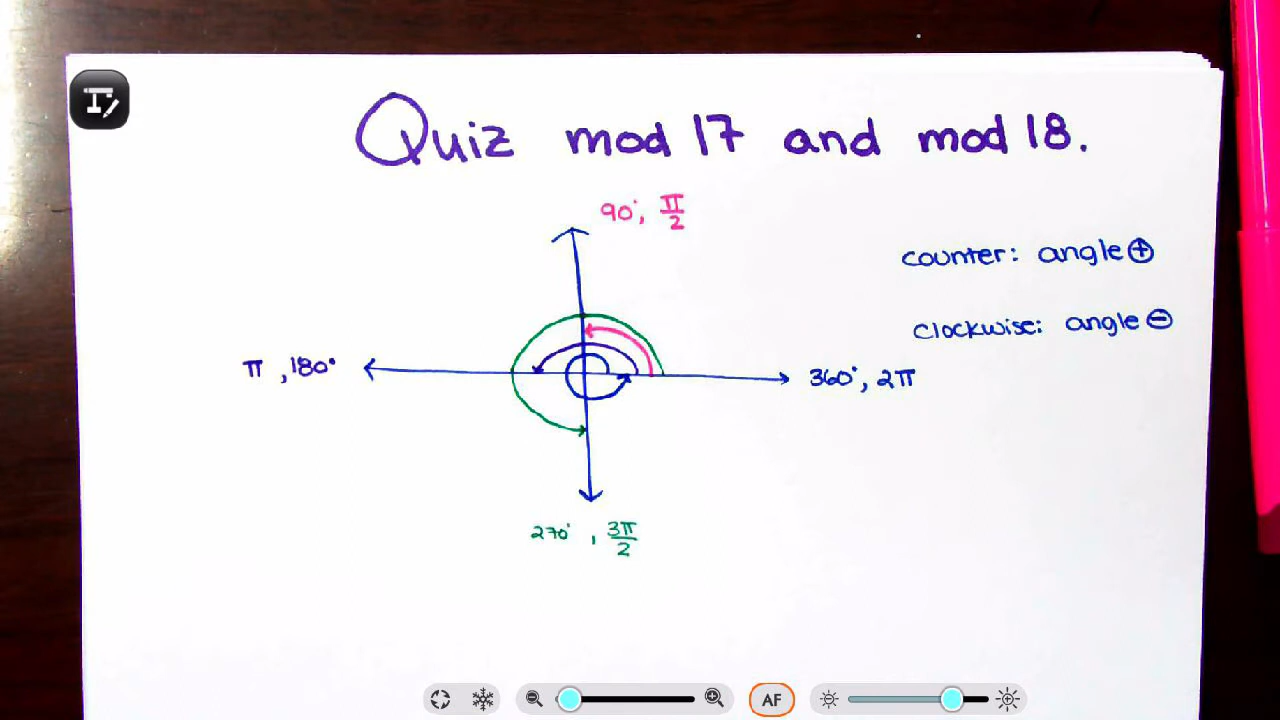 Quiz mod 17 and mod 18.
90°, π/2
counter: angle ⊕
clockwise: angle ⊖
π, 180°
360°, 2π
270°, 3π/2
AF